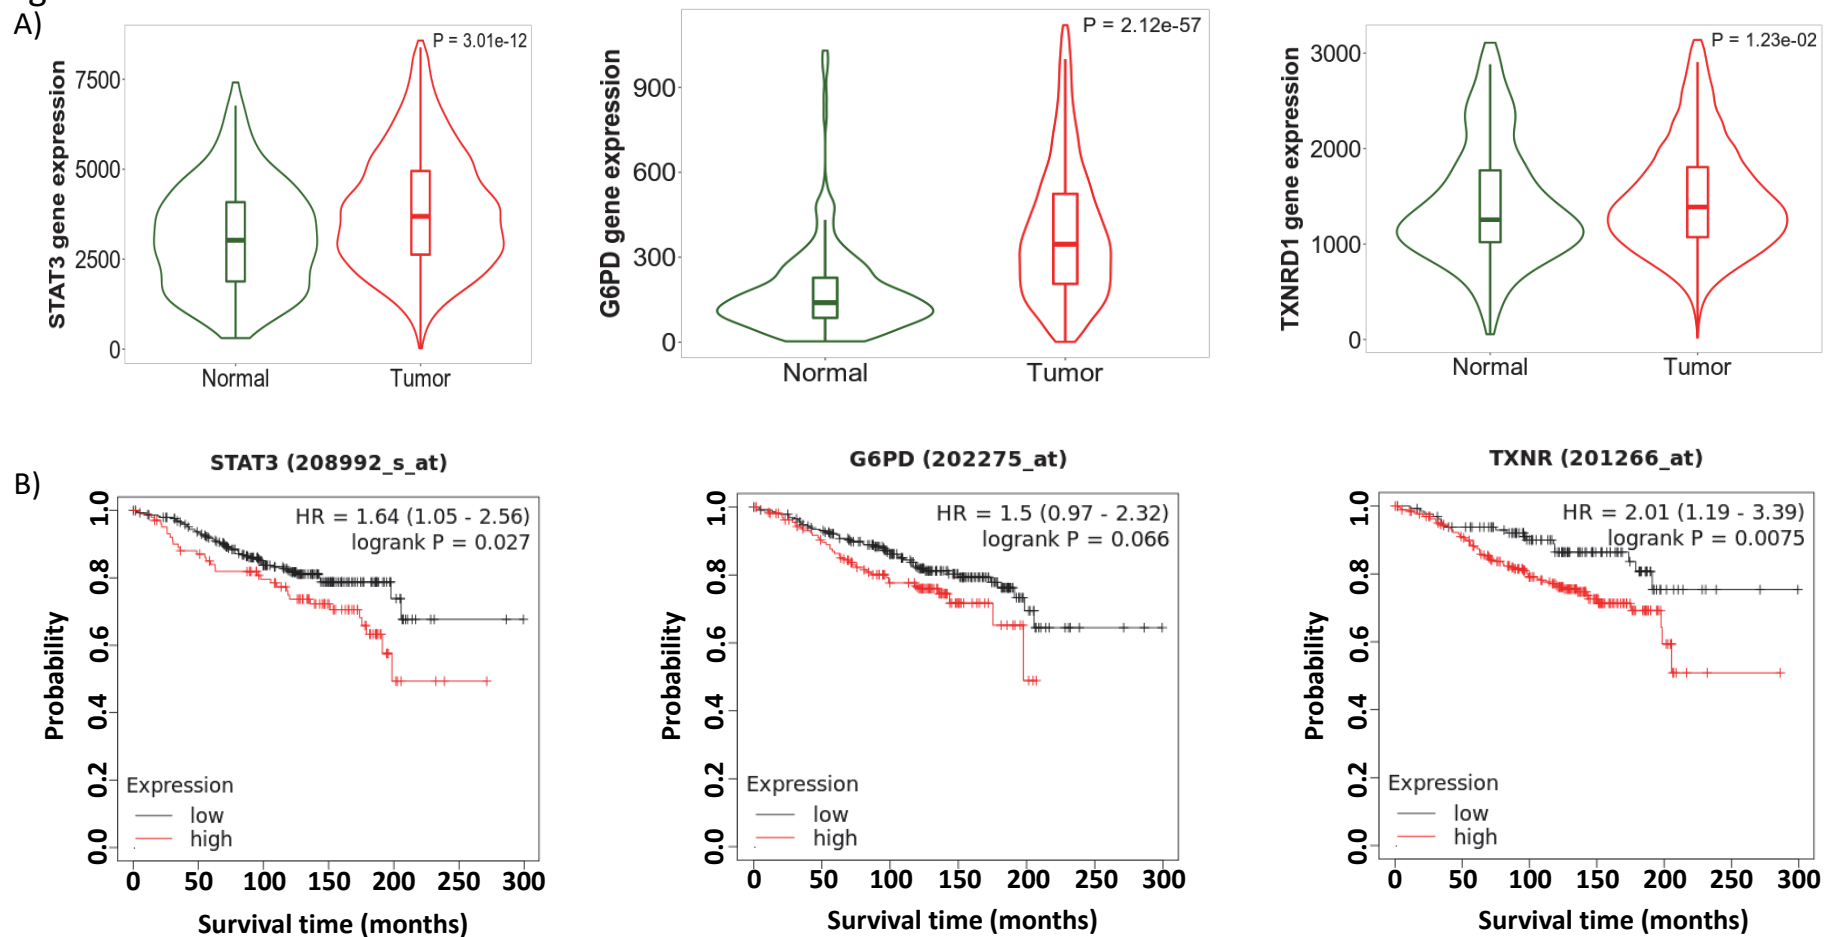 A)
P = 3.01e-12
STAT3 gene expression
7500
5000
2500
0
Normal
Tumor
P = 2.12e-57
G6PD gene expression
900
600
300
0
Normal
Tumor
P = 1.23e-02
TXNRD1 gene expression
3000
2000
1000
0
Normal
Tumor
B)
STAT3 (208992_s_at)
HR = 1.64 (1.05 - 2.56)
logrank P = 0.027
Probability
1.0
0.8
0.6
0.4
0.2
0.0
Expression
low
high
0 50 100 150 200 250 300
Survival time (months)
G6PD (202275_at)
HR = 1.5 (0.97 - 2.32)
logrank P = 0.066
Probability
1.0
0.8
0.6
0.4
0.2
0.0
Expression
low
high
0 50 100 150 200 250 300
Survival time (months)
TXNR (201266_at)
HR = 2.01 (1.19 - 3.39)
logrank P = 0.0075
Probability
1.0
0.8
0.6
0.4
0.2
0.0
Expression
low
high
0 50 100 150 200 250 300
Survival time (months)